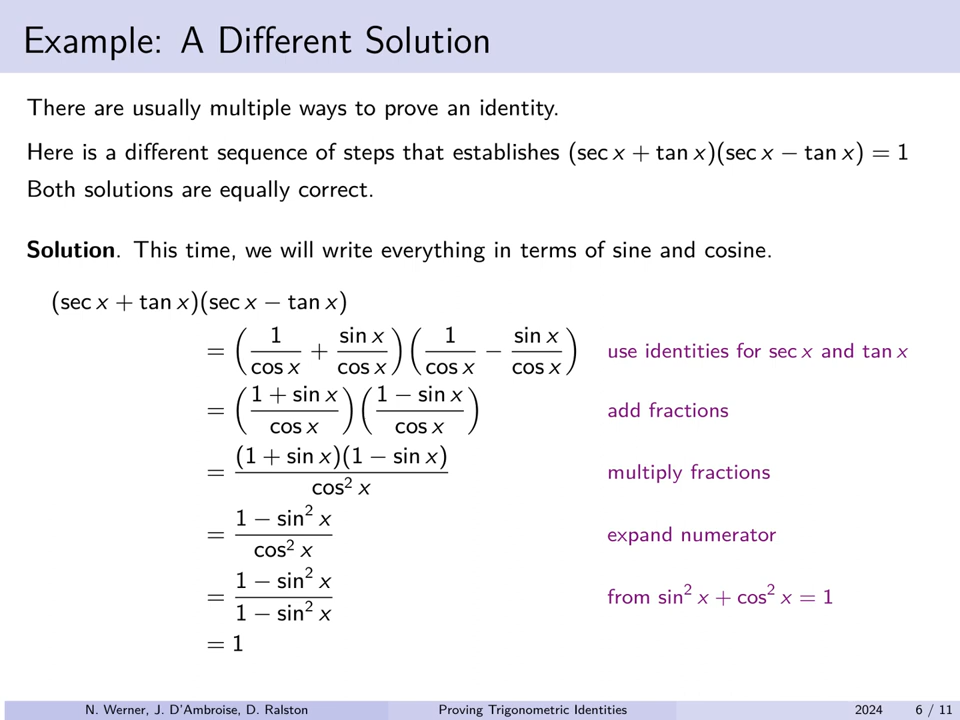 Example: A Different Solution
There are usually multiple ways to prove an identity.
Here is a different sequence of steps that establishes (sec x + tan x)(sec x − tan x) = 1
Both solutions are equally correct.
Solution. This time, we will write everything in terms of sine and cosine.
(sec x + tan x)(sec x − tan x)
= (1/cos x + sin x/cos x)(1/cos x − sin x/cos x) use identities for sec x and tan x
= ((1 + sin x)/cos x)((1 − sin x)/cos x) add fractions
= (1 + sin x)(1 − sin x)/cos² x multiply fractions
= (1 − sin² x)/cos² x expand numerator
= (1 − sin² x)/(1 − sin² x) from sin² x + cos² x = 1
= 1
N. Werner, J. D'Ambroise, D. Ralston Proving Trigonometric Identities 2024 6 / 11